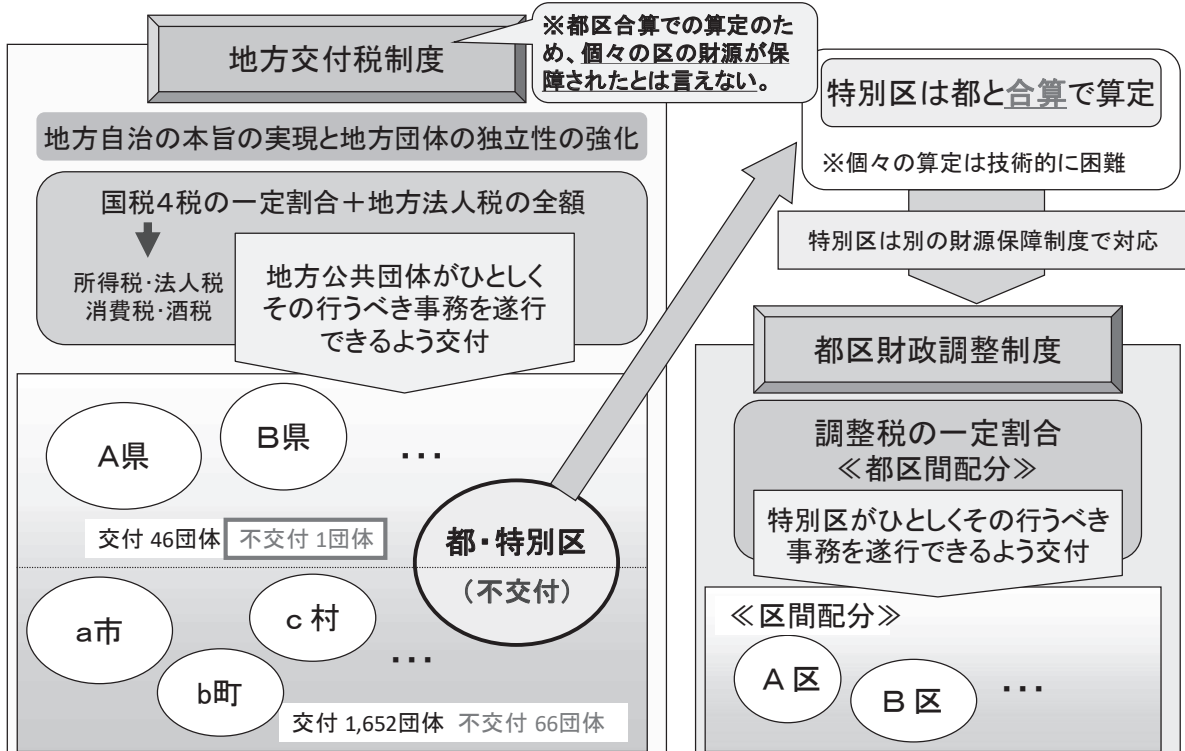 地方交付税制度
※都区合算での算定のた
め、個々の区の財源が保
障されたとは言えない。
地方自治の本旨の実現と地方団体の独立性の強化
国税4税の一定割合＋地方法人税の全額
所得税・法人税
消費税・酒税
地方公共団体がひとしく
その行うべき事務を遂行
できるよう交付
A県
B県
…
交付 46団体 不交付 1団体
都・特別区
（不交付）
a市
c 村
b町
…
交付 1,652団体 不交付 66団体
特別区は都と合算で算定
※個々の算定は技術的に困難
特別区は別の財源保障制度で対応
都区財政調整制度
調整税の一定割合
≪都区間配分≫
特別区がひとしくその行うべき
事務を遂行できるよう交付
≪区間配分≫
A 区
B 区
…